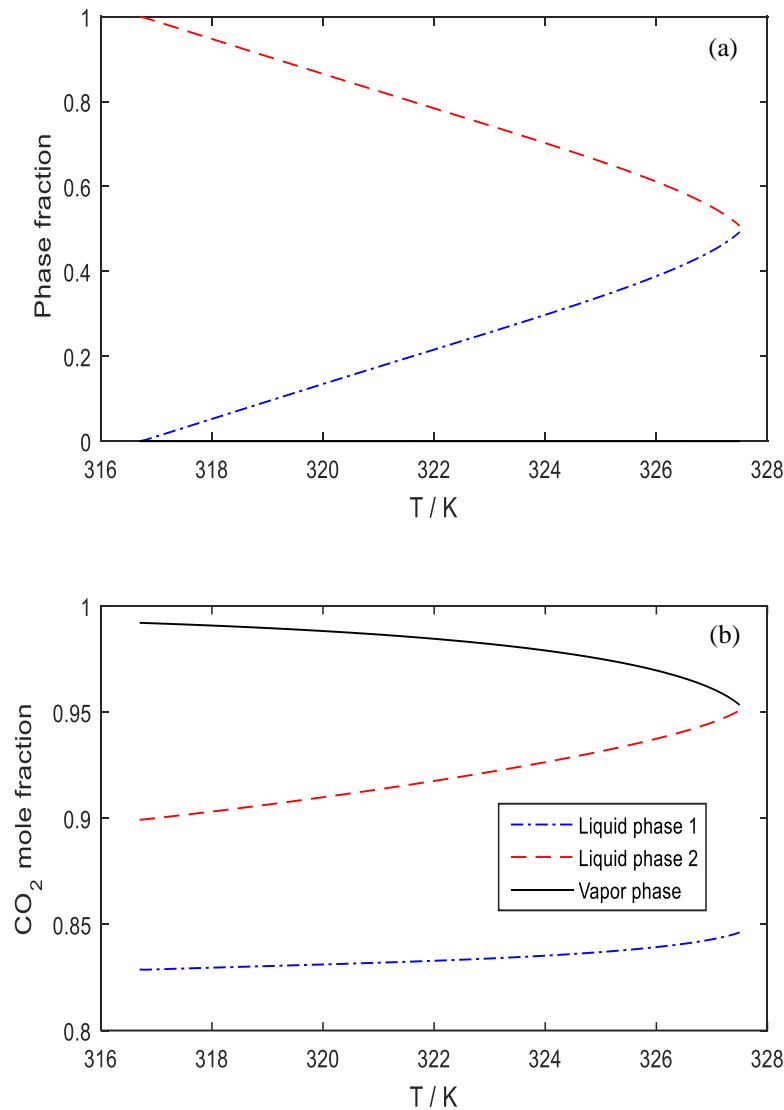 (a)
1
0.8
0.6
0.4
0.2
0
Phase fraction
316 318 320 322 324 326 328
T / K
(b)
1
0.95
0.9
0.85
0.8
CO2 mole fraction
Liquid phase 1
Liquid phase 2
Vapor phase
316 318 320 322 324 326 328
T / K